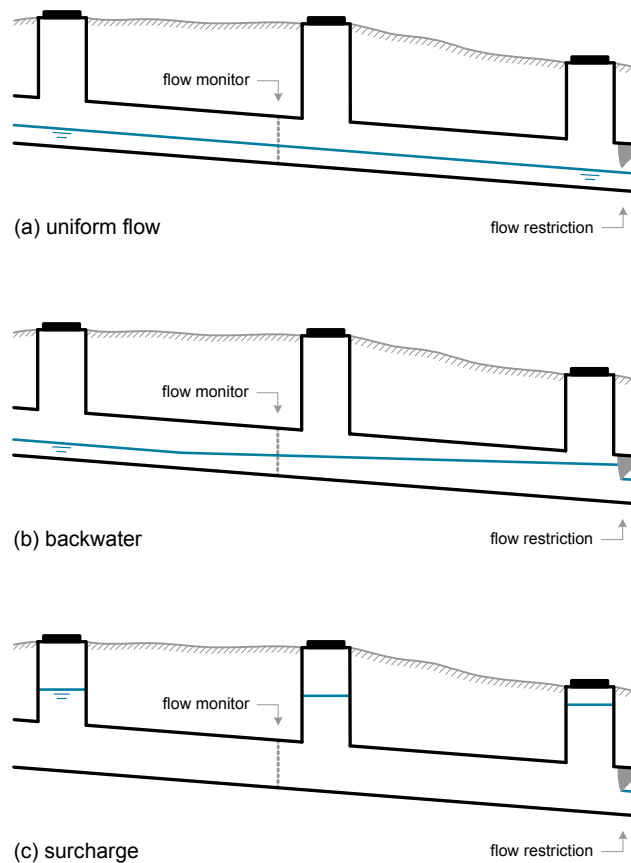 flow monitor
(a) uniform flow
flow restriction
flow monitor
(b) backwater
flow restriction
flow monitor
(c) surcharge
flow restriction